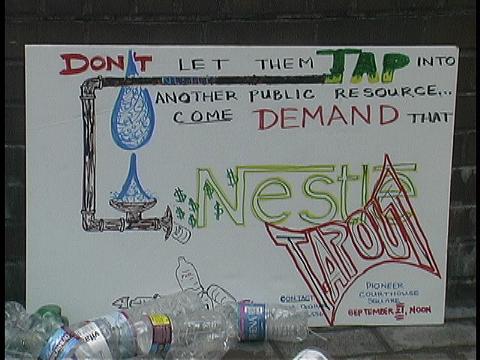 DON'T LET THEM TAP INTO
ANOTHER PUBLIC RESOURCE...
COME DEMAND THAT
Nestle
TAP OUT
PIONEER
COURTHOUSE
SQUARE
CONTACT
SEPTEMBER 21, NOON